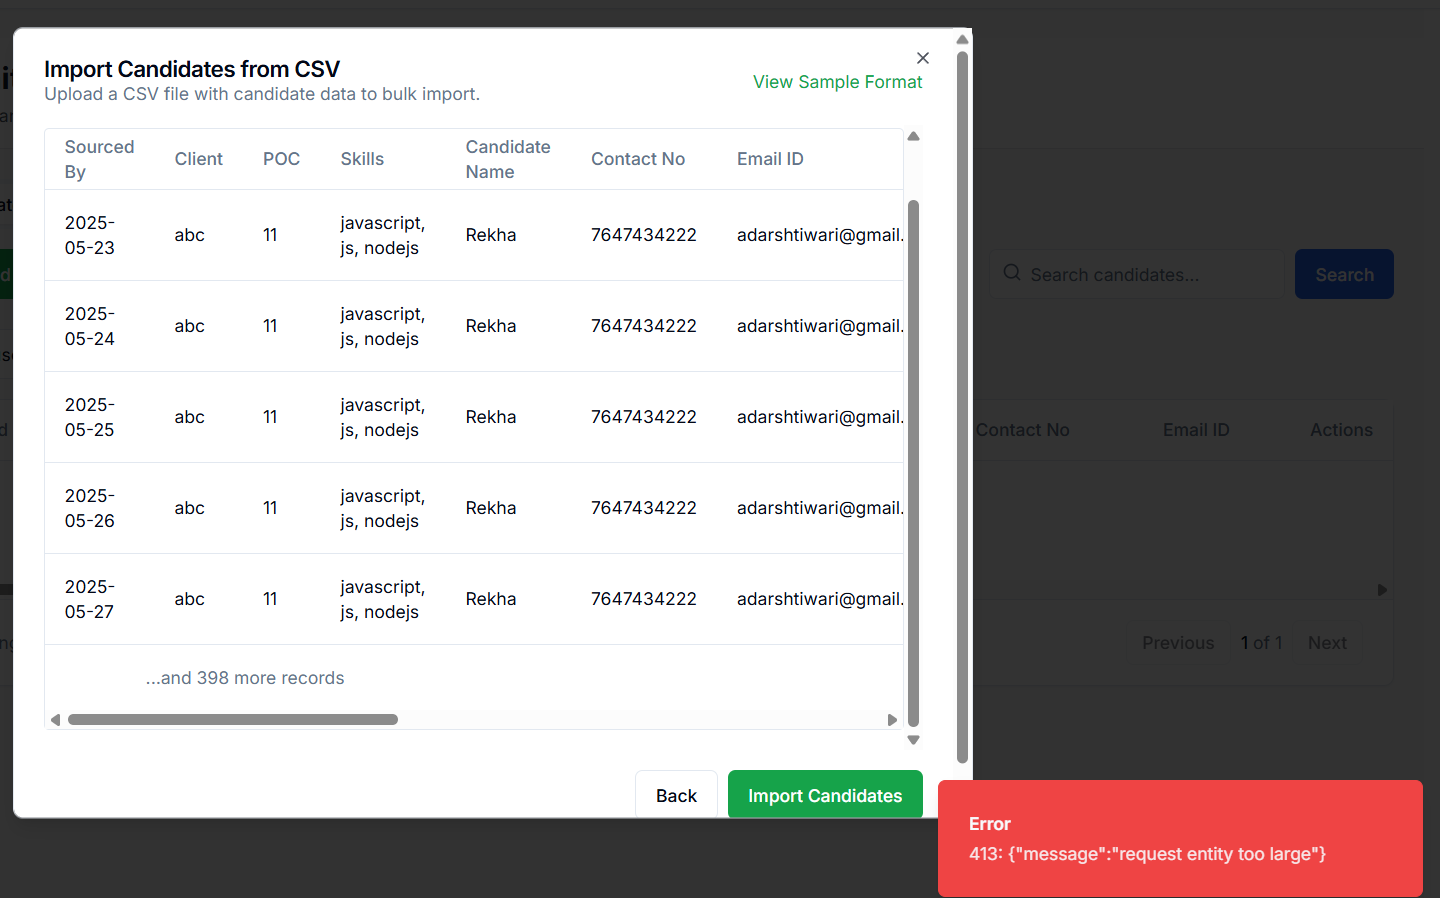 Import Candidates from CSV
Upload a CSV file with candidate data to bulk import.
View Sample Format
Sourced By Client POC Skills Candidate Name Contact No Email ID
2025-05-23 abc 11 javascript, js, nodejs Rekha 7647434222 adarshtiwari@gmail.
2025-05-24 abc 11 javascript, js, nodejs Rekha 7647434222 adarshtiwari@gmail.
2025-05-25 abc 11 javascript, js, nodejs Rekha 7647434222 adarshtiwari@gmail.
2025-05-26 abc 11 javascript, js, nodejs Rekha 7647434222 adarshtiwari@gmail.
2025-05-27 abc 11 javascript, js, nodejs Rekha 7647434222 adarshtiwari@gmail.
...and 398 more records
Back
Import Candidates
Search candidates...
Search
Contact No Email ID Actions
Previous 1 of 1 Next
Error
413: {"message":"request entity too large"}